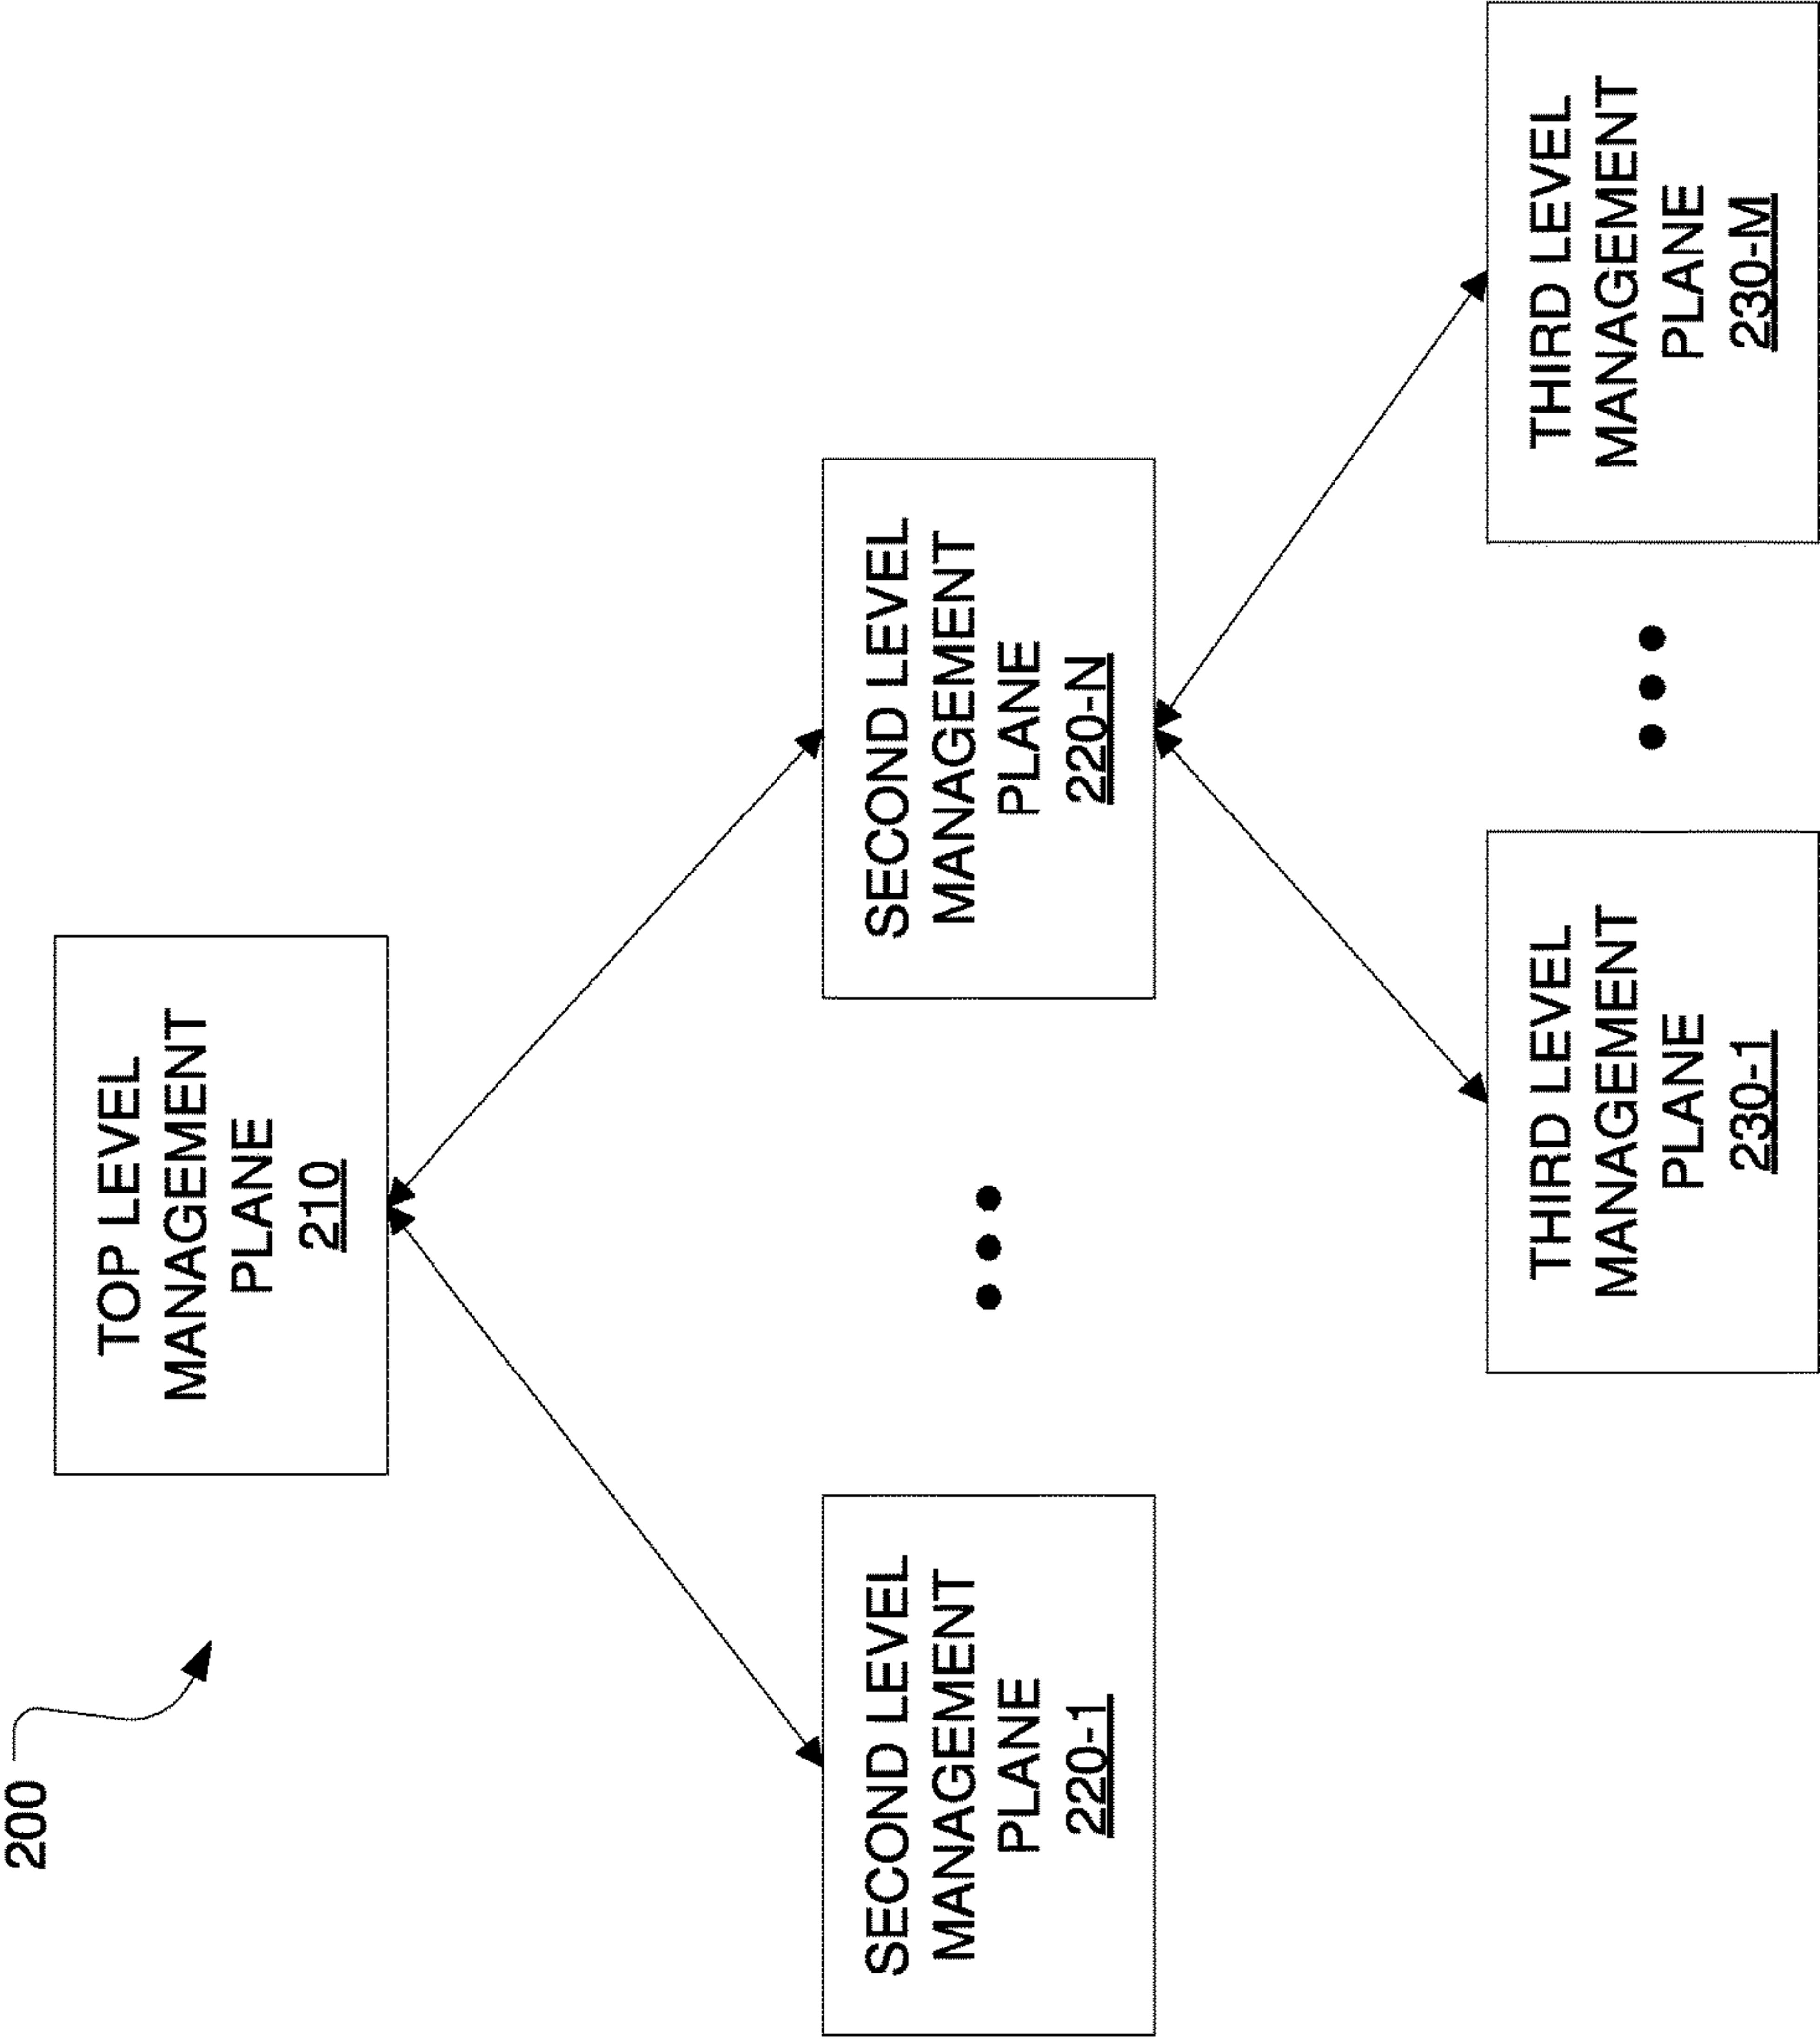 200
TOP LEVEL
MANAGEMENT
PLANE
210
SECOND LEVEL
MANAGEMENT
PLANE
220-1
SECOND LEVEL
MANAGEMENT
PLANE
220-N
THIRD LEVEL
MANAGEMENT
PLANE
230-1
THIRD LEVEL
MANAGEMENT
PLANE
230-M